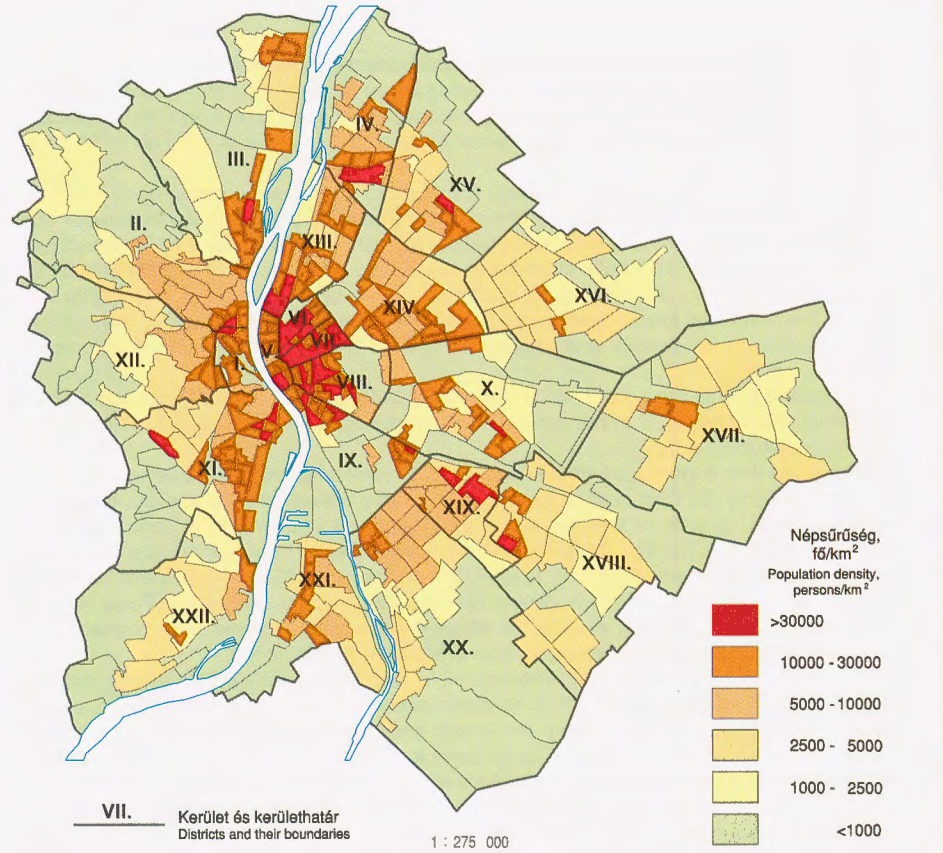 IV.
III.
XV.
II.
XIII.
XVI.
XIV.
VI.
VII.
V.
I.
XII.
VIII.
X.
XVII.
IX.
XI.
XIX.
XVIII.
XXI.
XXII.
XX.
Népsűrűség,
fő/km²
Population density,
persons/km²
>30000
10000 - 30000
5000 - 10000
2500 - 5000
1000 - 2500
<1000
VII.
Kerület és kerülethatár
Districts and their boundaries
1 : 275 000